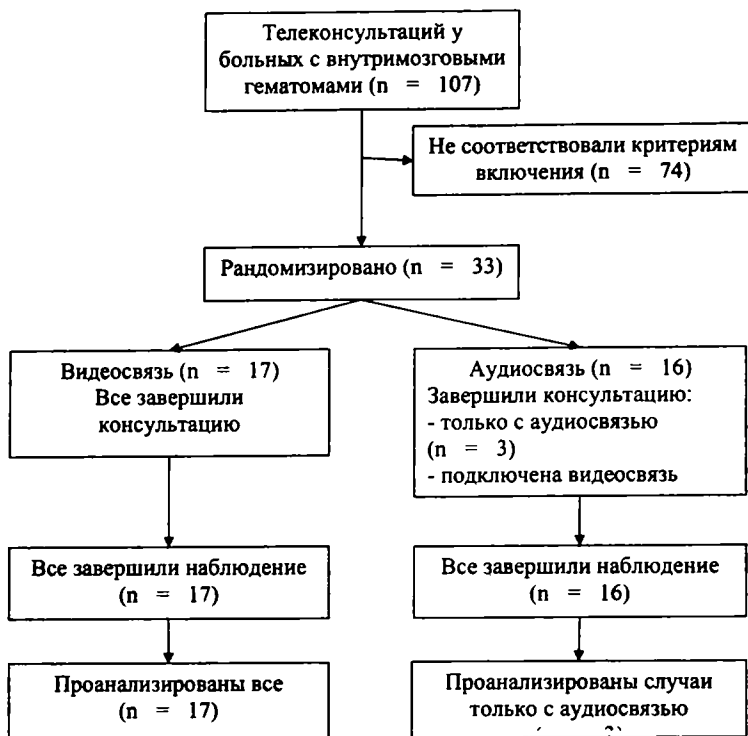 Телеконсультаций у
больных с внутримозговыми
гематомами (n = 107)
Не соответствовали критериям
включения (n = 74)
Рандомизировано (n = 33)
Видеосвязь (n = 17)
Все завершили
консультацию
Аудиосвязь (n = 16)
Завершили консультацию:
- только с аудиосвязью
(n = 3)
- подключена видеосвязь
Все завершили наблюдение
(n = 17)
Все завершили наблюдение
(n = 16)
Проанализированы все
(n = 17)
Проанализированы случаи
только с аудиосвязью